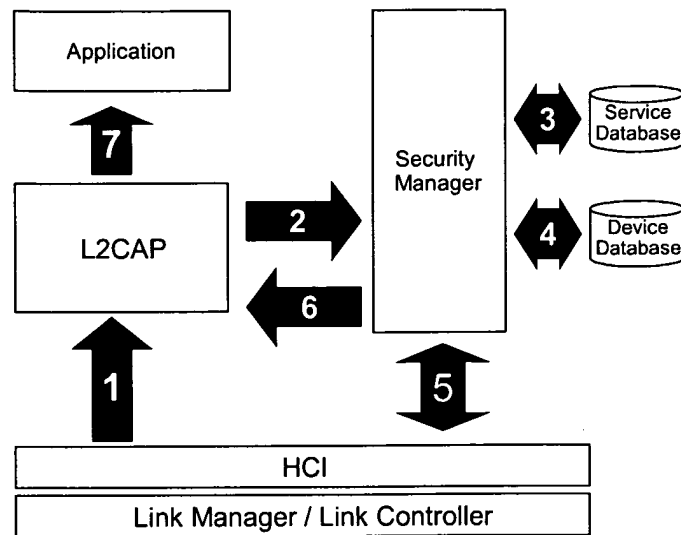 Application
7
L2CAP
2
6
1
Security
Manager
3
Service
Database
4
Device
Database
5
HCI
Link Manager / Link Controller